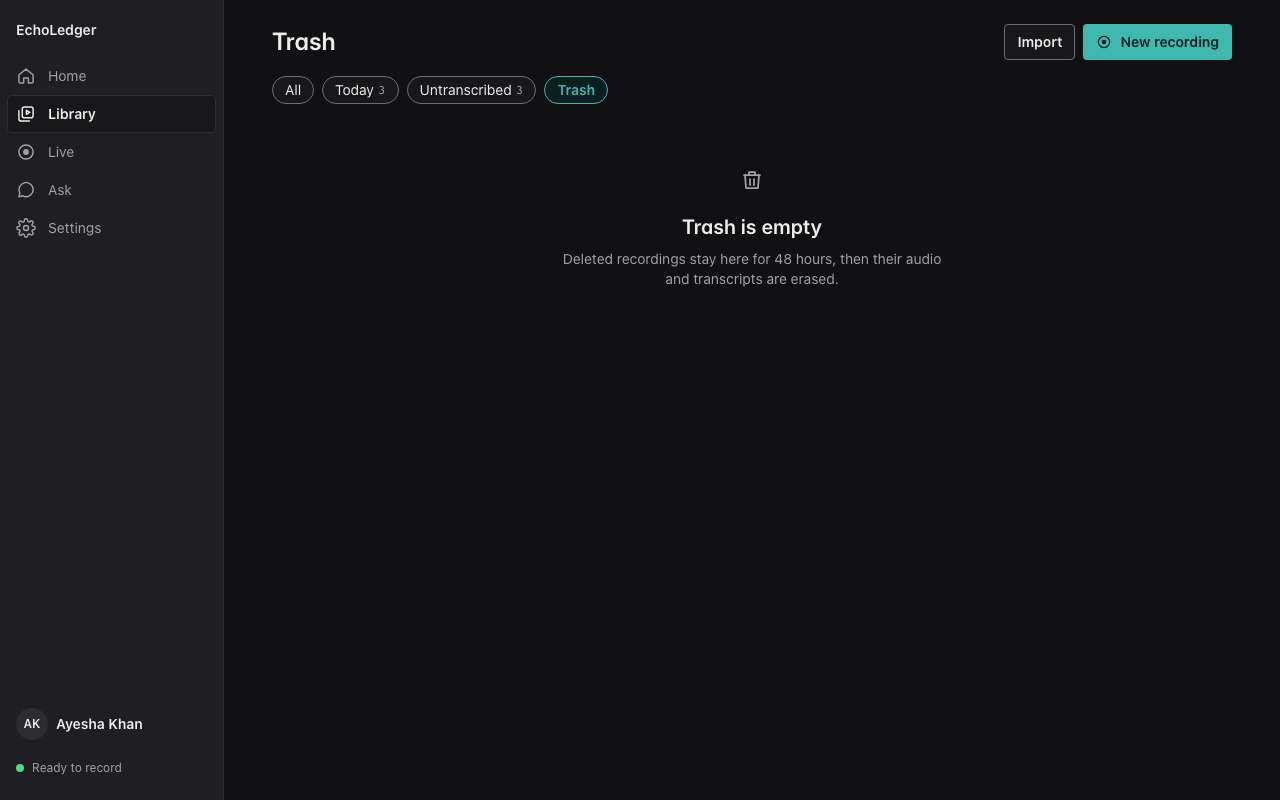 EchoLedger
Home
Library
Live
Ask
Settings
AK
Ayesha Khan
Ready to record
Trash
Import
New recording
All
Today 3
Untranscribed 3
Trash
Trash is empty
Deleted recordings stay here for 48 hours, then their audio
and transcripts are erased.